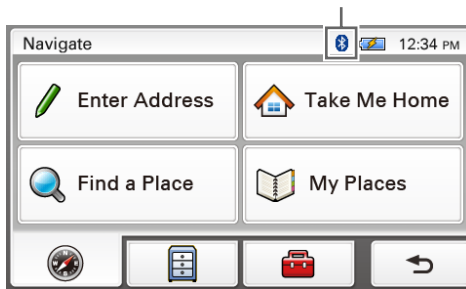 Navigate 12:34 PM
Enter Address Take Me Home
Find a Place My Places